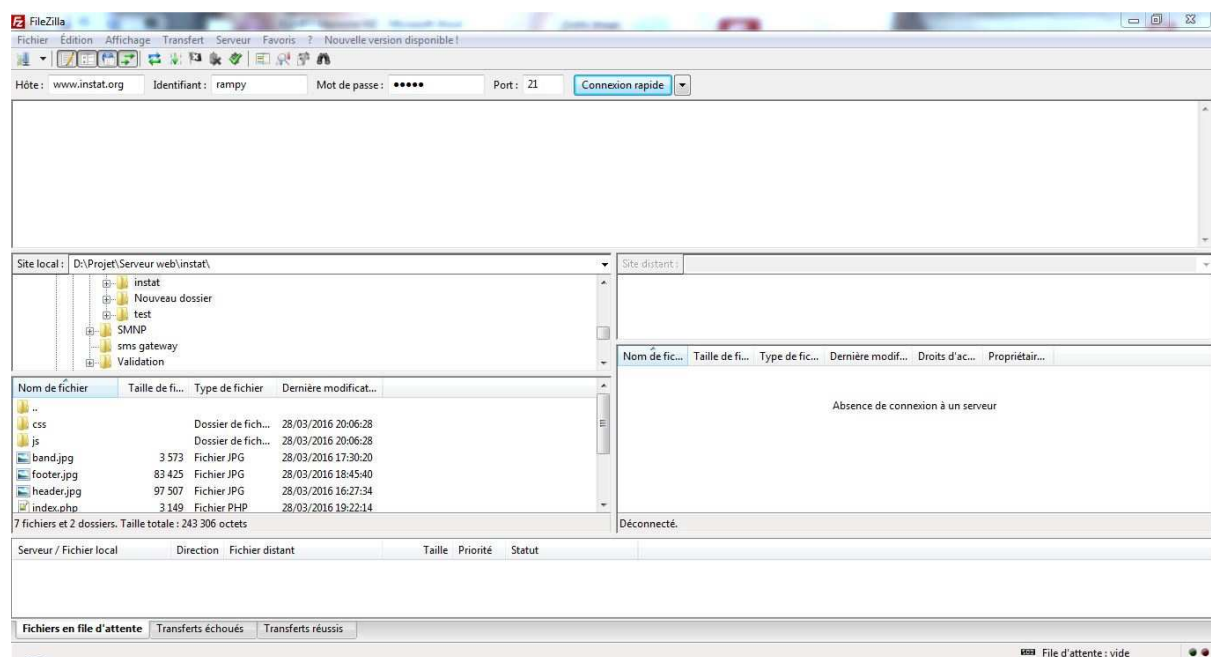 FileZilla
Fichier Édition Affichage Transfert Serveur Favoris ? Nouvelle version disponible !
Hôte : www.instat.org Identifiant : rampy Mot de passe : ●●●●● Port : 21 Connexion rapide
Site local : D:\Projet\Serveur web\instat\
instat
Nouveau dossier
test
SMNP
sms gateway
Validation
Site distant :
Nom de fichier Taille de fi... Type de fichier Dernière modificat...
..
css Dossier de fich... 28/03/2016 20:06:28
js Dossier de fich... 28/03/2016 20:06:28
band.jpg 3 573 Fichier JPG 28/03/2016 17:30:20
footer.jpg 83 425 Fichier JPG 28/03/2016 18:45:40
header.jpg 97 507 Fichier JPG 28/03/2016 16:27:34
index.php 3 149 Fichier PHP 28/03/2016 19:22:14
7 fichiers et 2 dossiers. Taille totale : 243 306 octets
Nom de fic... Taille de fi... Type de fic... Dernière modif... Droits d'ac... Propriétair...
Absence de connexion à un serveur
Déconnecté.
Serveur / Fichier local Direction Fichier distant Taille Priorité Statut
Fichiers en file d'attente Transferts échoués Transferts réussis
File d'attente : vide